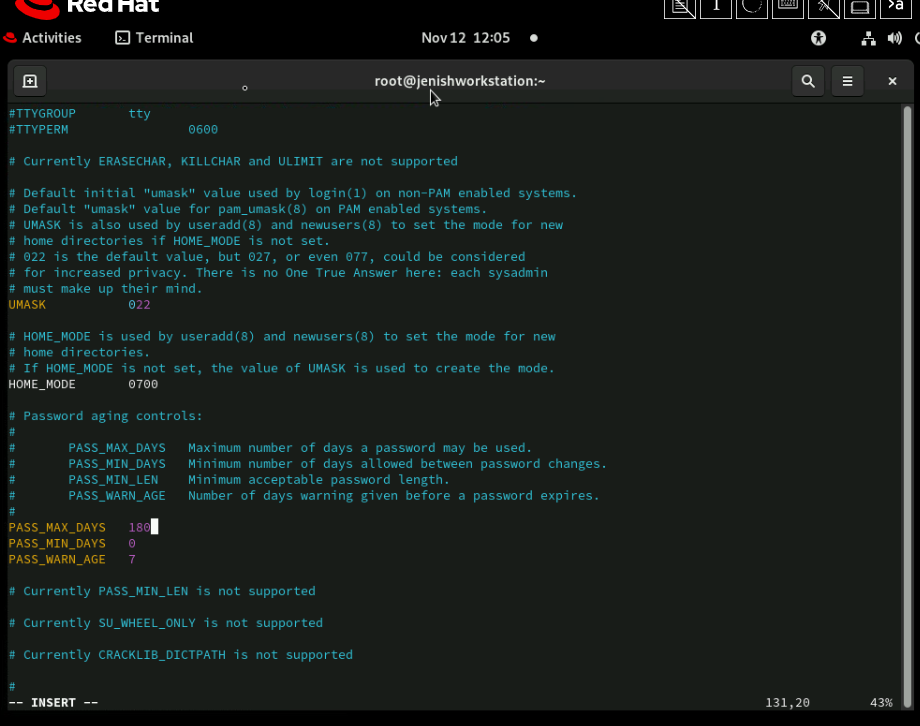 Red Hat
Activities Terminal Nov 12 12:05
root@jenishworkstation:~
#TTYGROUP tty
#TTYPERM 0600
# Currently ERASECHAR, KILLCHAR and ULIMIT are not supported
# Default initial "umask" value used by login(1) on non-PAM enabled systems.
# Default "umask" value for pam_umask(8) on PAM enabled systems.
# UMASK is also used by useradd(8) and newusers(8) to set the mode for new
# home directories if HOME_MODE is not set.
# 022 is the default value, but 027, or even 077, could be considered
# for increased privacy. There is no One True Answer here: each sysadmin
# must make up their mind.
UMASK 022
# HOME_MODE is used by useradd(8) and newusers(8) to set the mode for new
# home directories.
# If HOME_MODE is not set, the value of UMASK is used to create the mode.
HOME_MODE 0700
# Password aging controls:
#
# PASS_MAX_DAYS Maximum number of days a password may be used.
# PASS_MIN_DAYS Minimum number of days allowed between password changes.
# PASS_MIN_LEN Minimum acceptable password length.
# PASS_WARN_AGE Number of days warning given before a password expires.
#
PASS_MAX_DAYS 180
PASS_MIN_DAYS 0
PASS_WARN_AGE 7
# Currently PASS_MIN_LEN is not supported
# Currently SU_WHEEL_ONLY is not supported
# Currently CRACKLIB_DICTPATH is not supported
#
-- INSERT -- 131,20 43%